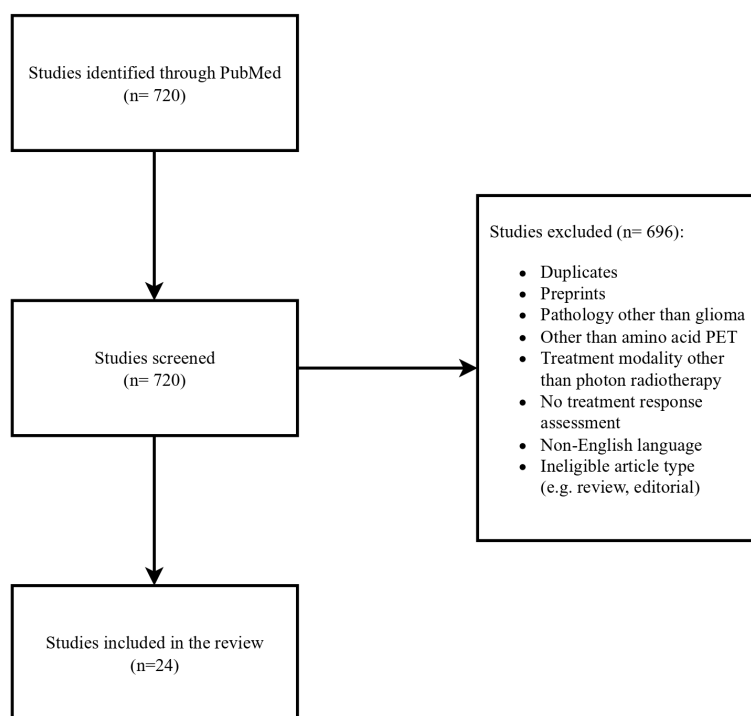 Studies identified through PubMed
(n= 720)
Studies excluded (n= 696):
• Duplicates
• Preprints
• Pathology other than glioma
• Other than amino acid PET
• Treatment modality other
than photon radiotherapy
• No treatment response
assessment
• Non-English language
• Ineligible article type
(e.g. review, editorial)
Studies screened
(n= 720)
Studies included in the review
(n=24)